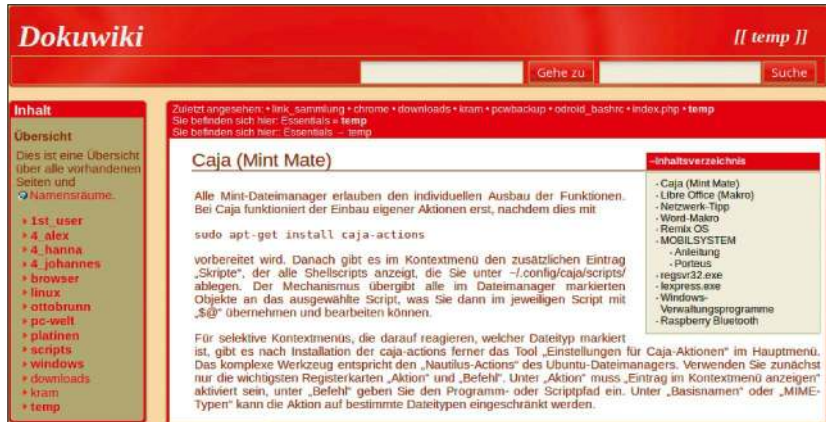 Dokuwiki
[[ temp ]]
Gehe zu
Suche
Inhalt
Übersicht
Dies ist eine Übersicht
über alle vorhandenen
Seiten und
Namensräume.
1st_user
4_alex
4_hanna
4_johannes
browser
linux
ottobrunn
pc-welt
platinen
scripts
windows
downloads
kram
temp
Zuletzt angesehen: • link_sammlung • chrome • downloads • kram • pcwbackup • odroid_bashrc • index.php • temp
Sie befinden sich hier: Essentials » temp
Sie befinden sich hier:: Essentials → temp
Caja (Mint Mate)
Alle Mint-Dateimanager erlauben den individuellen Ausbau der Funktionen.
Bei Caja funktioniert der Einbau eigener Aktionen erst, nachdem dies mit
sudo apt-get install caja-actions
vorbereitet wird. Danach gibt es im Kontextmenü den zusätzlichen Eintrag
„Skripte“, der alle Shellscripts anzeigt, die Sie unter ~/.config/caja/scripts/
ablegen. Der Mechanismus übergibt alle im Dateimanager markierten
Objekte an das ausgewählte Script, was Sie dann im jeweiligen Script mit
„$@“ übernehmen und bearbeiten können.
Für selektive Kontextmenüs, die darauf reagieren, welcher Dateityp markiert
ist, gibt es nach Installation der caja-actions ferner das Tool „Einstellungen für Caja-Aktionen“ im Hauptmenü.
Das komplexe Werkzeug entspricht den „Nautilus-Actions“ des Ubuntu-Dateimanagers. Verwenden Sie zunächst
nur die wichtigsten Registerkarten „Aktion“ und „Befehl“. Unter „Aktion“ muss „Eintrag im Kontextmenü anzeigen“
aktiviert sein, unter „Befehl“ geben Sie den Programm- oder Scriptpfad ein. Unter „Basisnamen“ oder „MIME-
Typen“ kann die Aktion auf bestimmte Dateitypen eingeschränkt werden.
−Inhaltsverzeichnis
- Caja (Mint Mate)
- Libre Office (Makro)
- Netzwerk-Tipp
- Word-Makro
- Remix OS
- MOBILSYSTEM
- Anleitung
- Porteus
- regsvr32.exe
- Iexpress.exe
- Windows-
Verwaltungsprogramme
- Raspberry Bluetooth